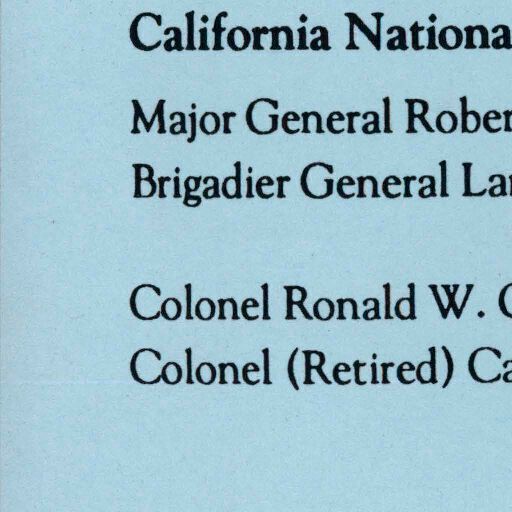 California Nationa
Major General Rober
Brigadier General La
Colonel Ronald W.
Colonel (Retired) Ca